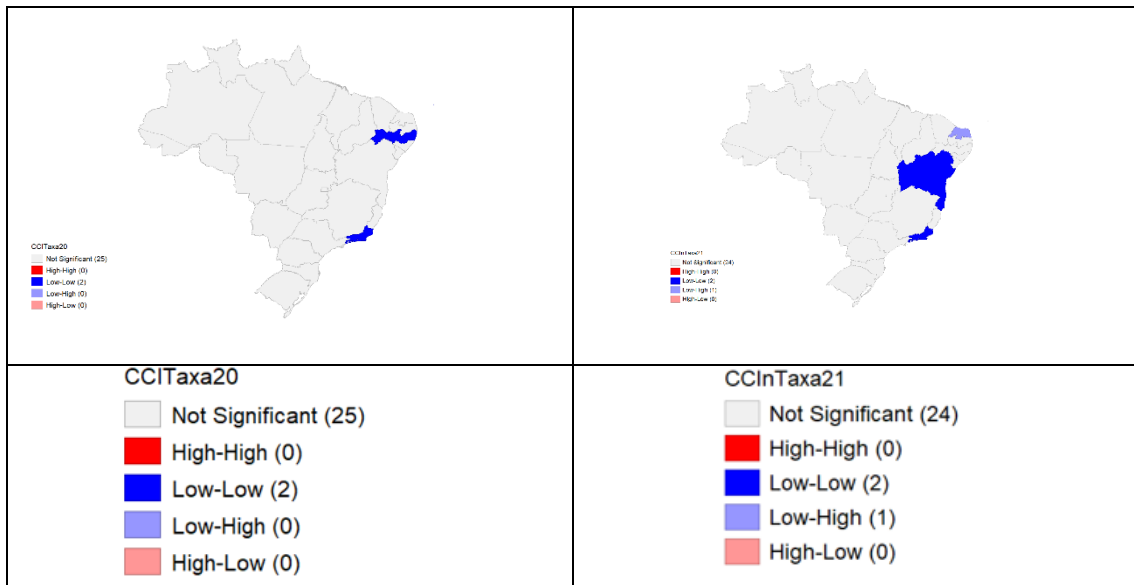 CCITaxa20
Not Significant (25)
High-High (0)
Low-Low (2)
Low-High (0)
High-Low (0)
CCInTaxa21
Not Significant (24)
High-High (0)
Low-Low (2)
Low-High (1)
High-Low (0)
CCITaxa20
Not Significant (25)
High-High (0)
Low-Low (2)
Low-High (0)
High-Low (0)
CCInTaxa21
Not Significant (24)
High-High (0)
Low-Low (2)
Low-High (1)
High-Low (0)